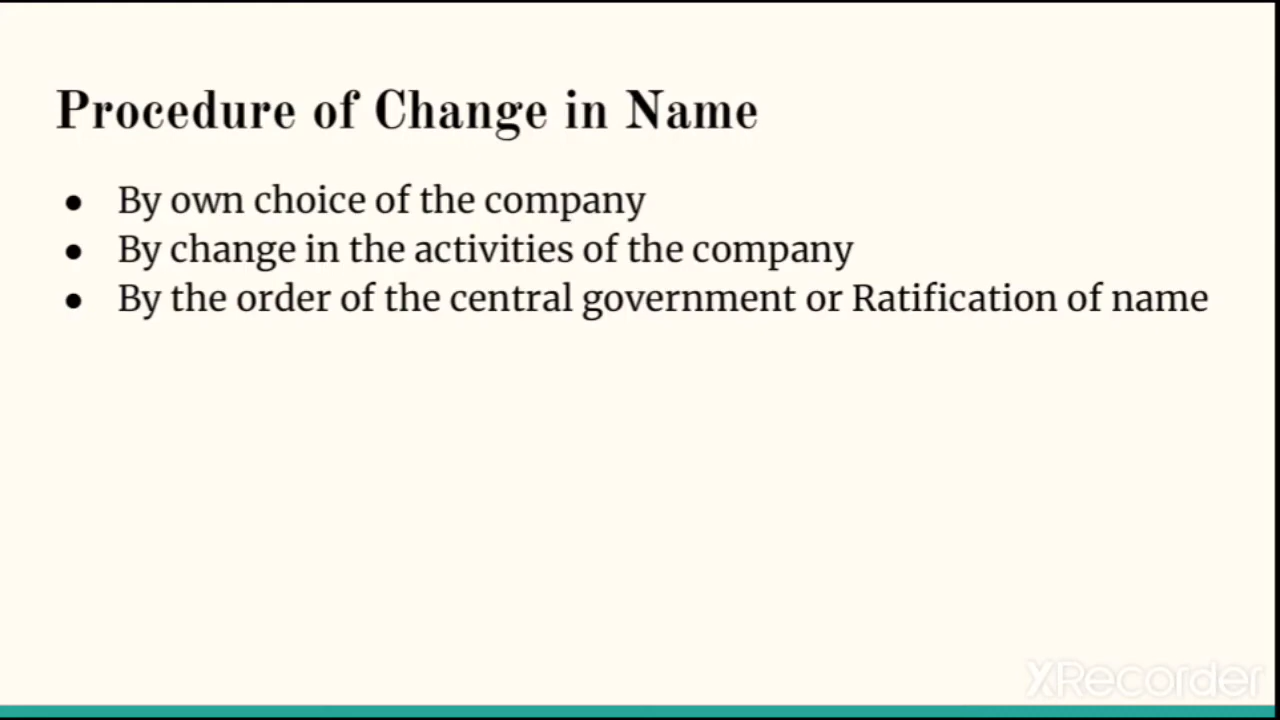 Procedure of Change in Name
● By own choice of the company
● By change in the activities of the company
● By the order of the central government or Ratification of name
XRecorder